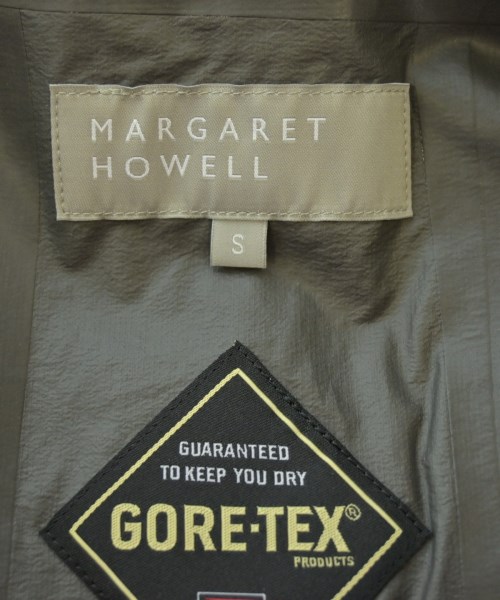 MARGARET
HOWELL
S
GUARANTEED
TO KEEP YOU DRY
GORE-TEX®
PRODUCTS